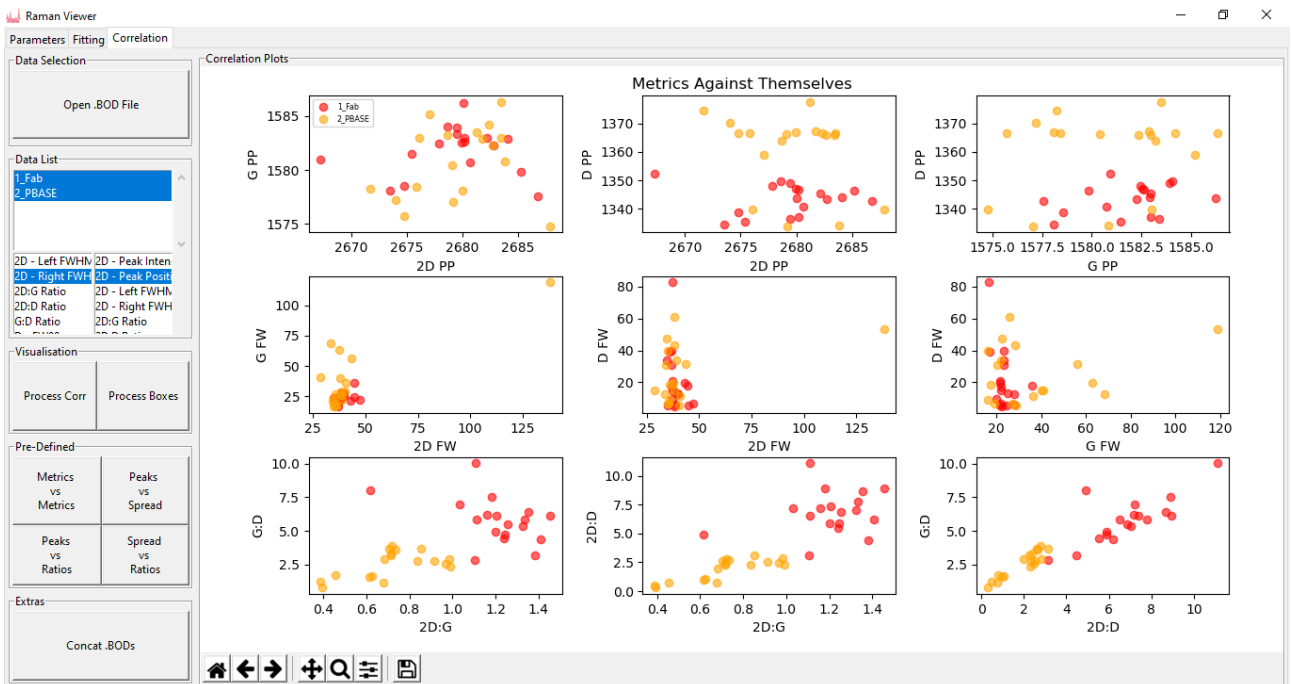 Raman Viewer
Parameters Fitting Correlation
Data Selection
Open .BOD File
Data List
1_Fab
2_PBASE
2D - Left FWHM 2D - Peak Inten
2D - Right FWH 2D - Peak Positi
2D:G Ratio 2D - Left FWHM
2D:D Ratio 2D - Right FWH
G:D Ratio 2D:G Ratio
Visualisation
Process Corr Process Boxes
Pre-Defined
Metrics
vs
Metrics
Peaks
vs
Spread
Peaks
vs
Ratios
Spread
vs
Ratios
Extras
Concat .BODs
Correlation Plots
Metrics Against Themselves
1_Fab
2_PBASE
G PP
1585
1580
1575
2670 2675 2680 2685
2D PP
D PP
1370
1360
1350
1340
2670 2675 2680 2685
2D PP
D PP
1370
1360
1350
1340
1575.0 1577.5 1580.0 1582.5 1585.0
G PP
G FW
100
75
50
25
25 50 75 100 125
2D FW
D FW
80
60
40
20
25 50 75 100 125
2D FW
D FW
80
60
40
20
20 40 60 80 100 120
G FW
G:D
10.0
7.5
5.0
2.5
0.4 0.6 0.8 1.0 1.2 1.4
2D:G
2D:D
10.0
7.5
5.0
2.5
0.0
0.4 0.6 0.8 1.0 1.2 1.4
2D:G
G:D
10.0
7.5
5.0
2.5
0 2 4 6 8 10
2D:D